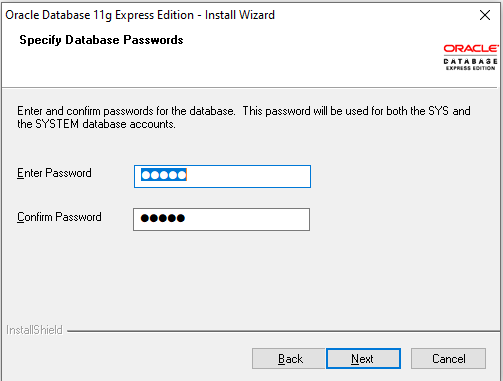 Oracle Database 11g Express Edition - Install Wizard
Specify Database Passwords
ORACLE
DATABASE
EXPRESS EDITION
Enter and confirm passwords for the database. This password will be used for both the SYS and
the SYSTEM database accounts.
Enter Password
●●●●●
Confirm Password
●●●●●
InstallShield
Back
Next
Cancel